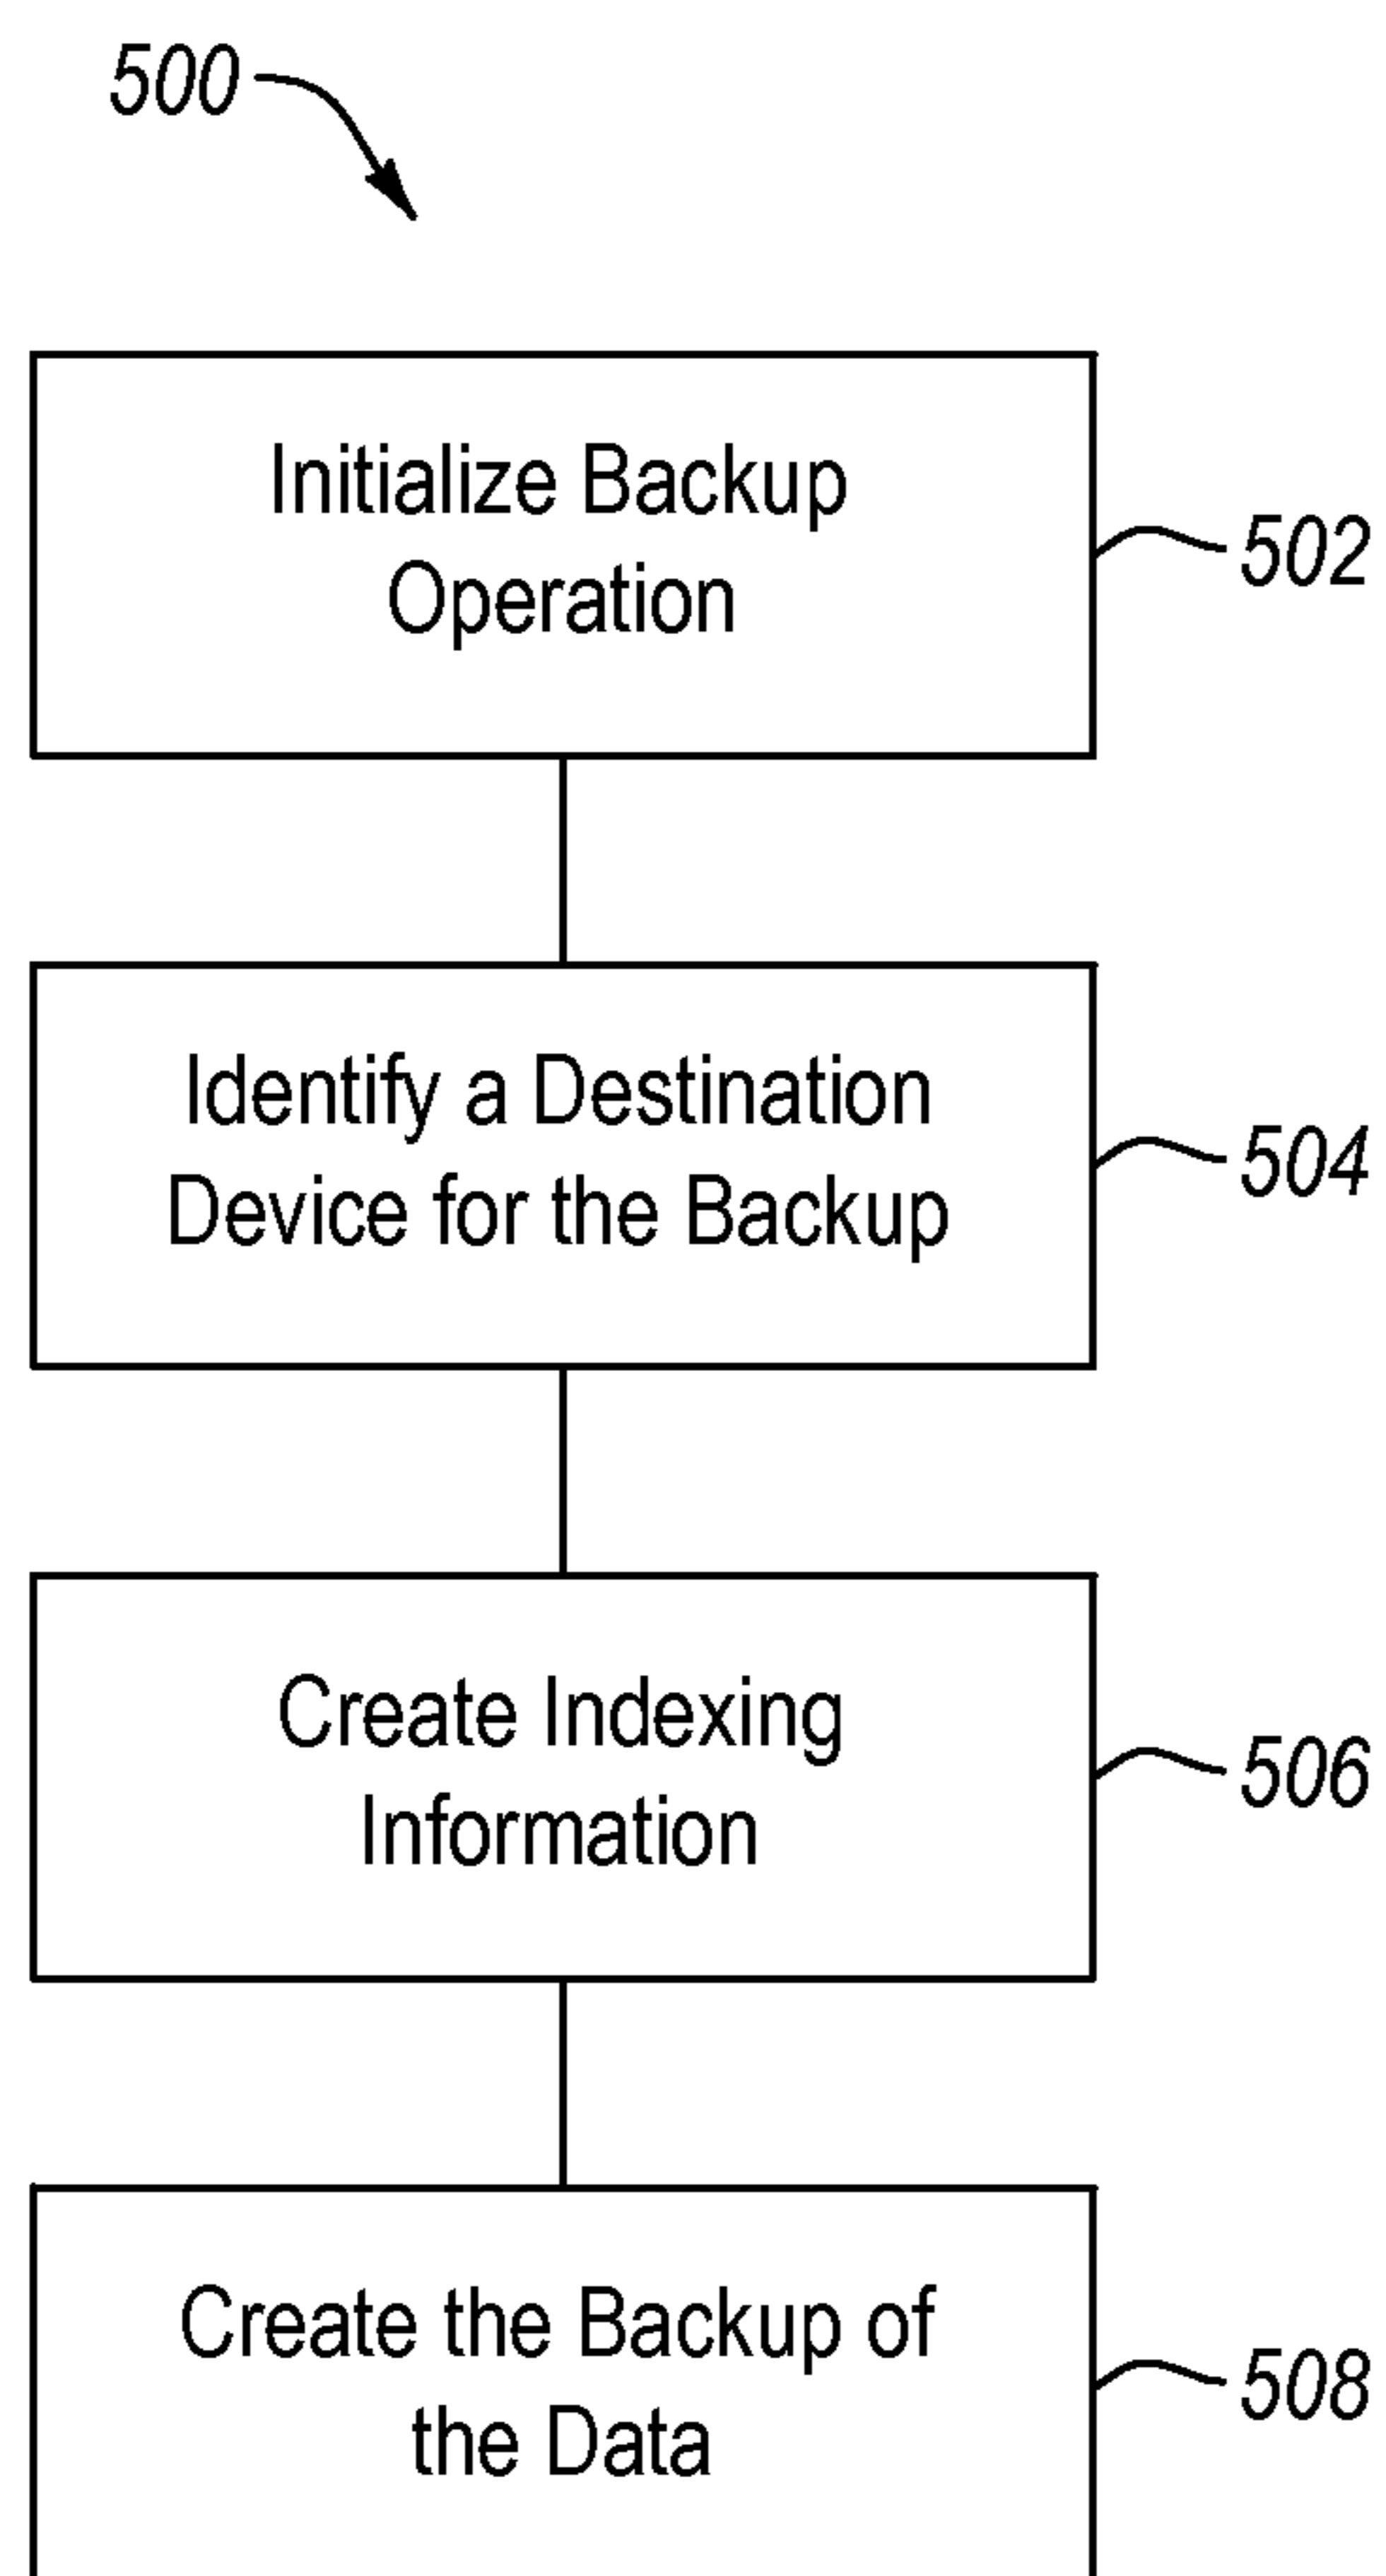 500
Initialize Backup
Operation
502
Identify a Destination
Device for the Backup
504
Create Indexing
Information
506
Create the Backup of
the Data
508